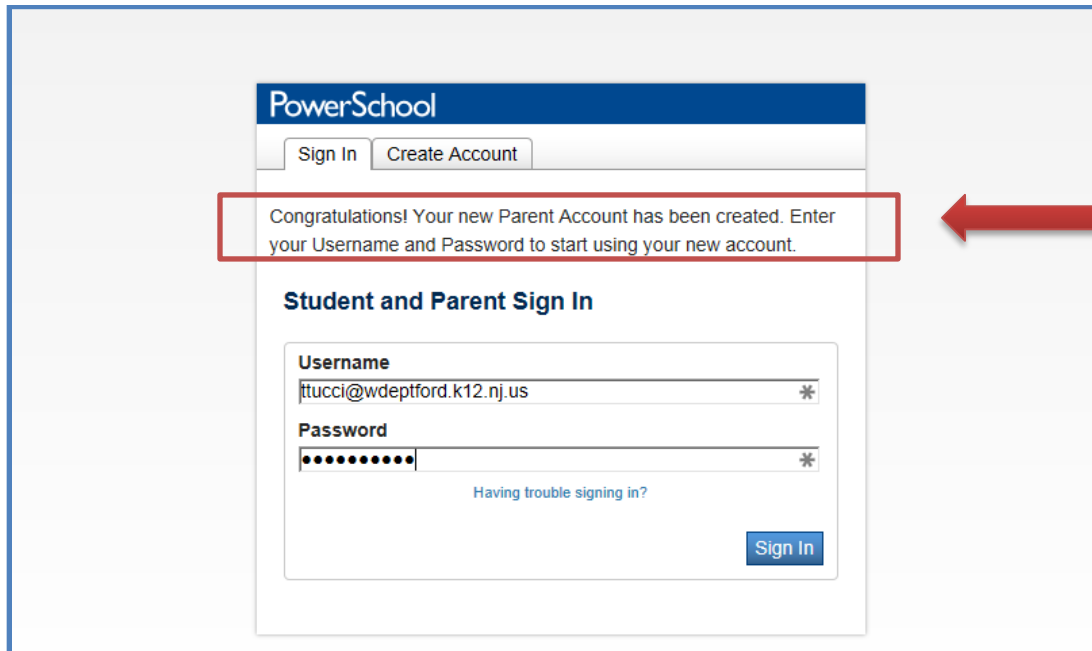 PowerSchool
Sign In Create Account
Congratulations! Your new Parent Account has been created. Enter
your Username and Password to start using your new account.
Student and Parent Sign In
Username
ttucci@wdeptford.k12.nj.us
Password
••••••••••
Having trouble signing in?
Sign In